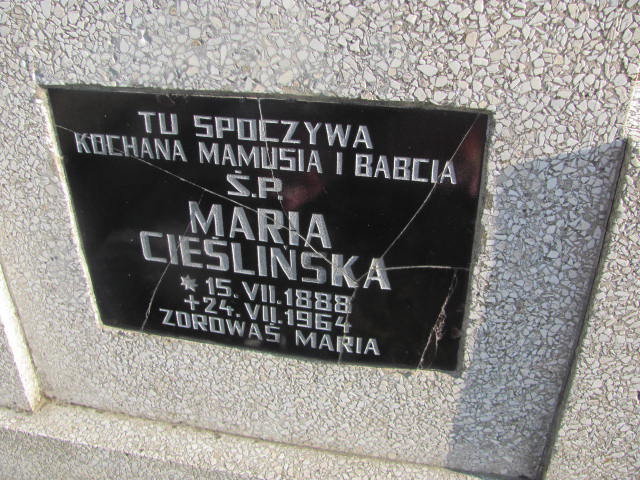 TU SPOCZYWA
KOCHANA MAMUSIA I BABCIA
Ś.P.
MARIA
CIEŚLIŃSKA
* 15. VII. 1888
+ 24. VII. 1964
ZDROWAŚ MARIA